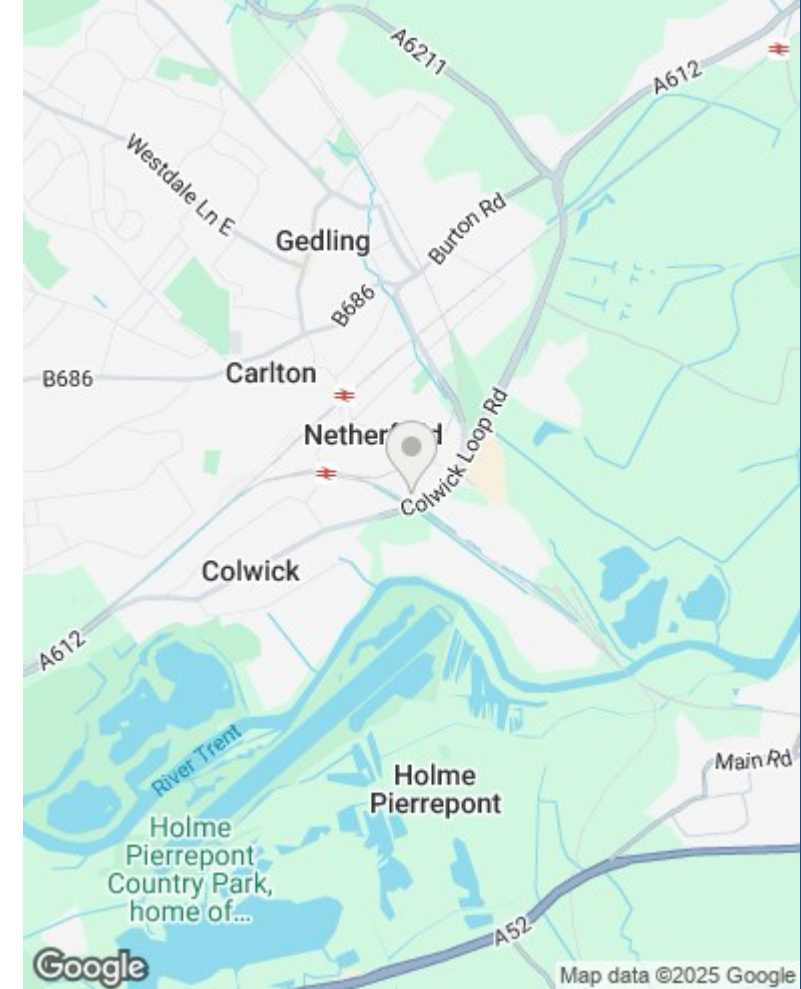 A6211
A612
Westdale Ln E
Burton Rd
Gedling
B686
B686
Carlton
Colwick Loop Rd
Colwick
A612
River Trent
Main Rd
Holme
Pierrepont
Holme
Pierrepont
Country Park,
home of...
A52
Google
Map data ©2025 Google